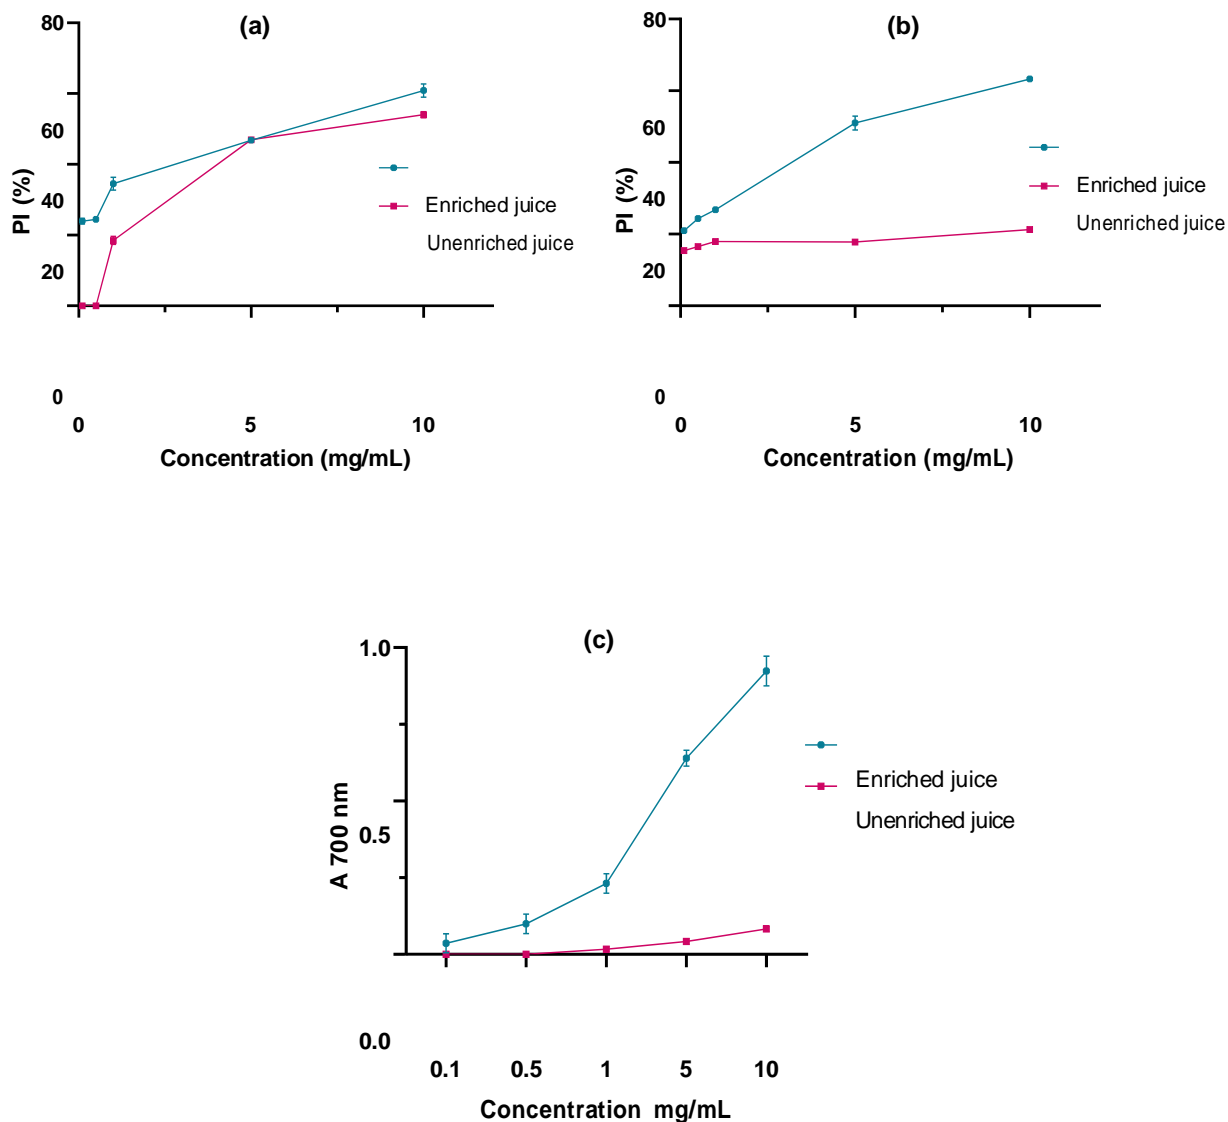 (a)
80
60
40
20
0
PI (%)
Enriched juice
Unenriched juice
0 5 10
Concentration (mg/mL)
(b)
80
60
40
20
0
PI (%)
Enriched juice
Unenriched juice
0 5 10
Concentration (mg/mL)
(c)
1.0
0.5
0.0
A 700 nm
Enriched juice
Unenriched juice
0.1 0.5 1 5 10
Concentration mg/mL